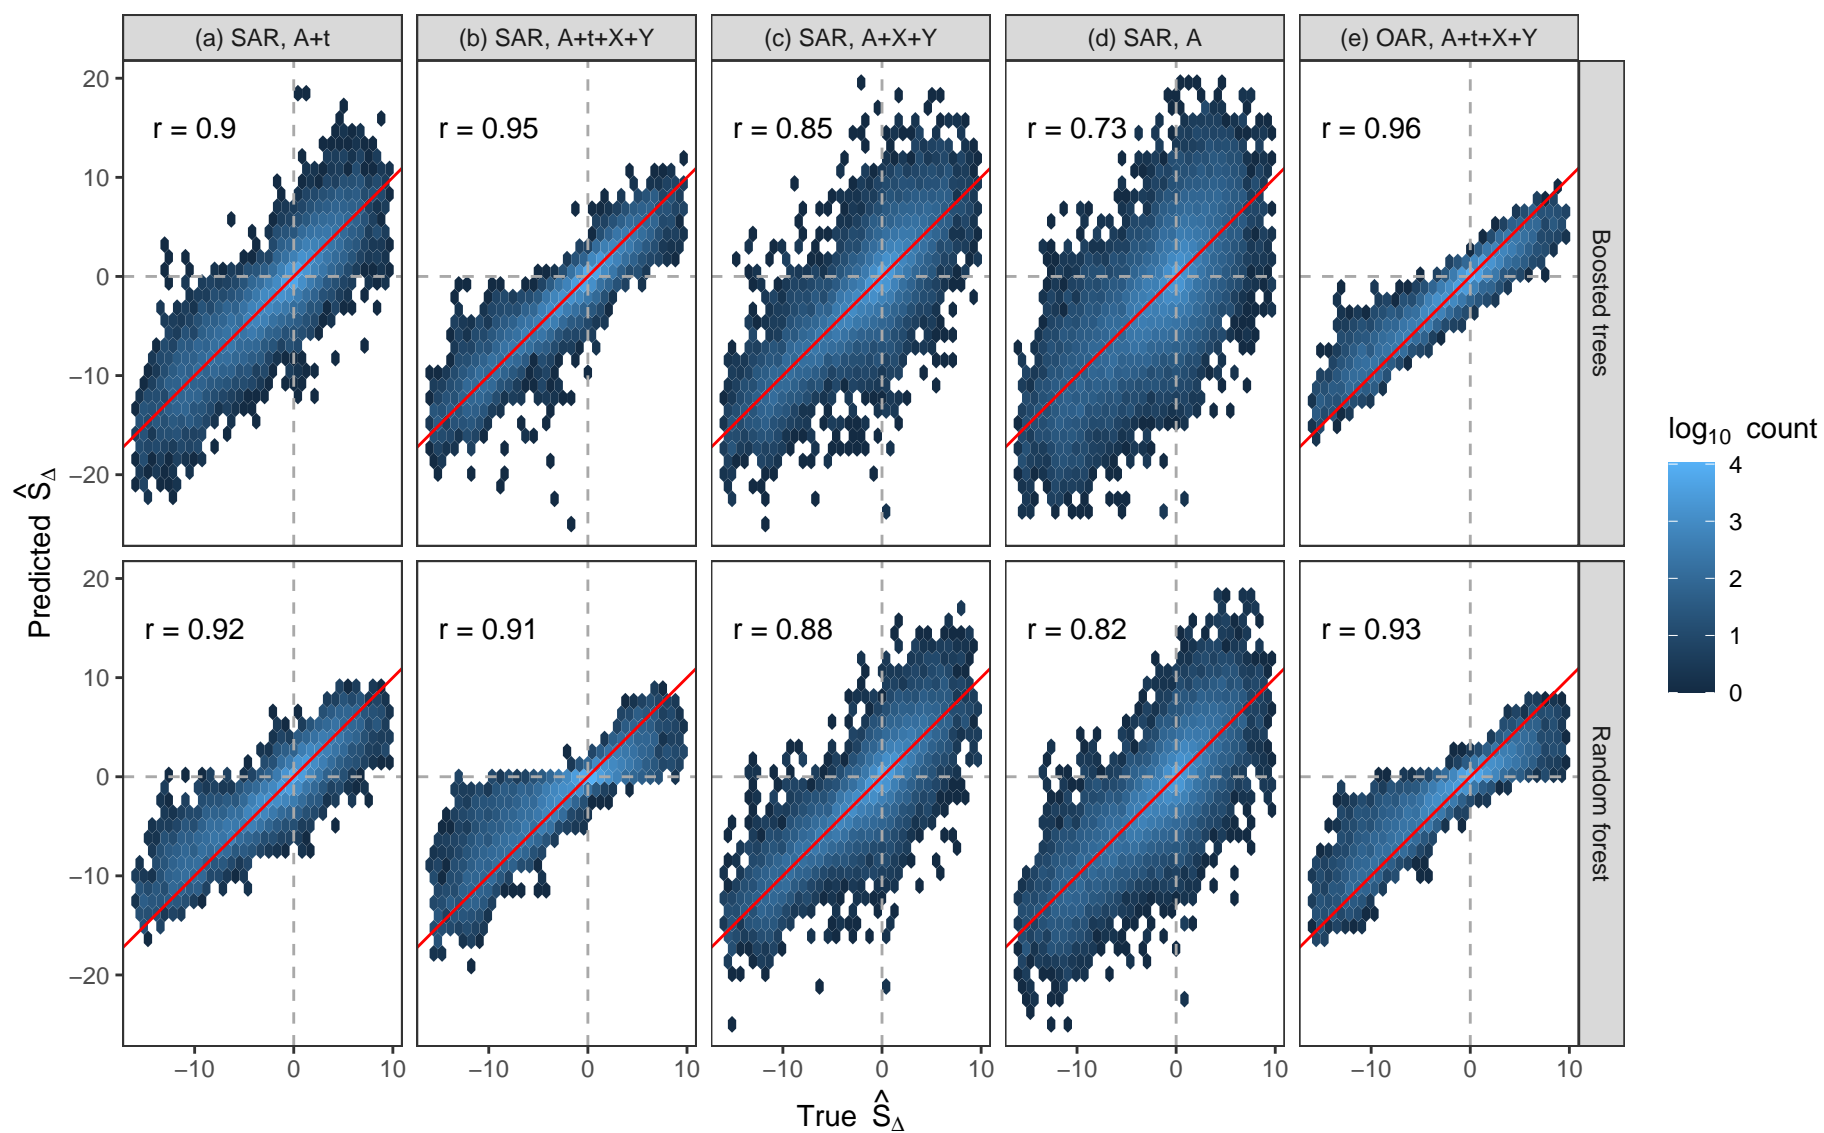 (a) SAR, A+t
(b) SAR, A+t+X+Y
(c) SAR, A+X+Y
(d) SAR, A
(e) OAR, A+t+X+Y
20
10
0
−10
−20
r = 0.9
r = 0.95
r = 0.85
r = 0.73
r = 0.96
Boosted trees
20
10
0
−10
−20
r = 0.92
r = 0.91
r = 0.88
r = 0.82
r = 0.93
Random forest
−10 0 10
−10 0 10
−10 0 10
−10 0 10
−10 0 10
Predicted Ŝ_Δ
True Ŝ_Δ
log₁₀ count
4
3
2
1
0